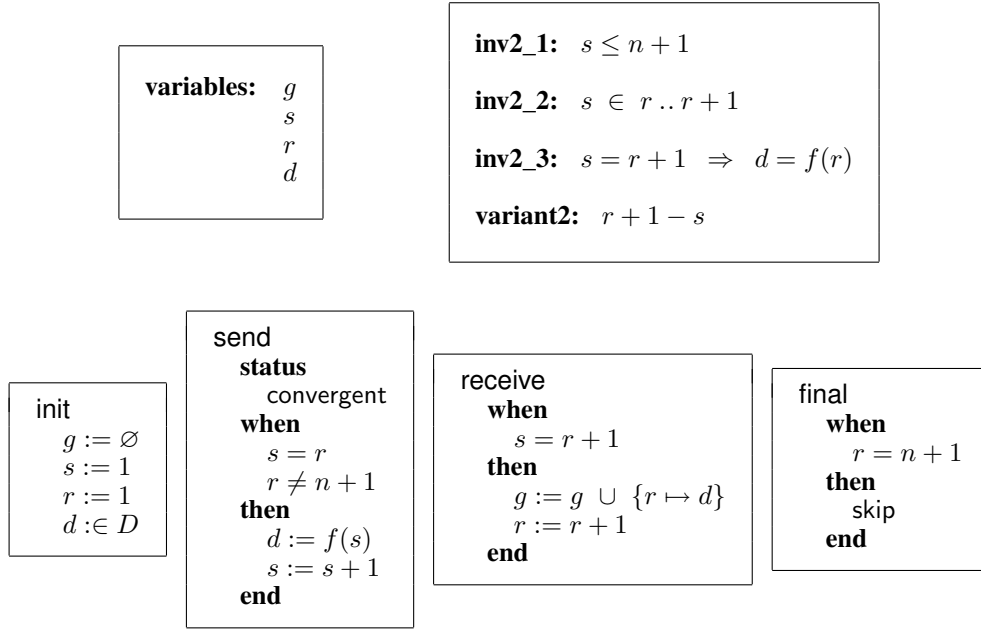 variables: g
s
r
d
inv2_1: s ≤ n + 1
inv2_2: s ∈ r .. r + 1
inv2_3: s = r + 1 ⇒ d = f(r)
variant2: r + 1 − s
init
g := ∅
s := 1
r := 1
d :∈ D
send
status
convergent
when
s = r
r ≠ n + 1
then
d := f(s)
s := s + 1
end
receive
when
s = r + 1
then
g := g ∪ {r ↦ d}
r := r + 1
end
final
when
r = n + 1
then
skip
end